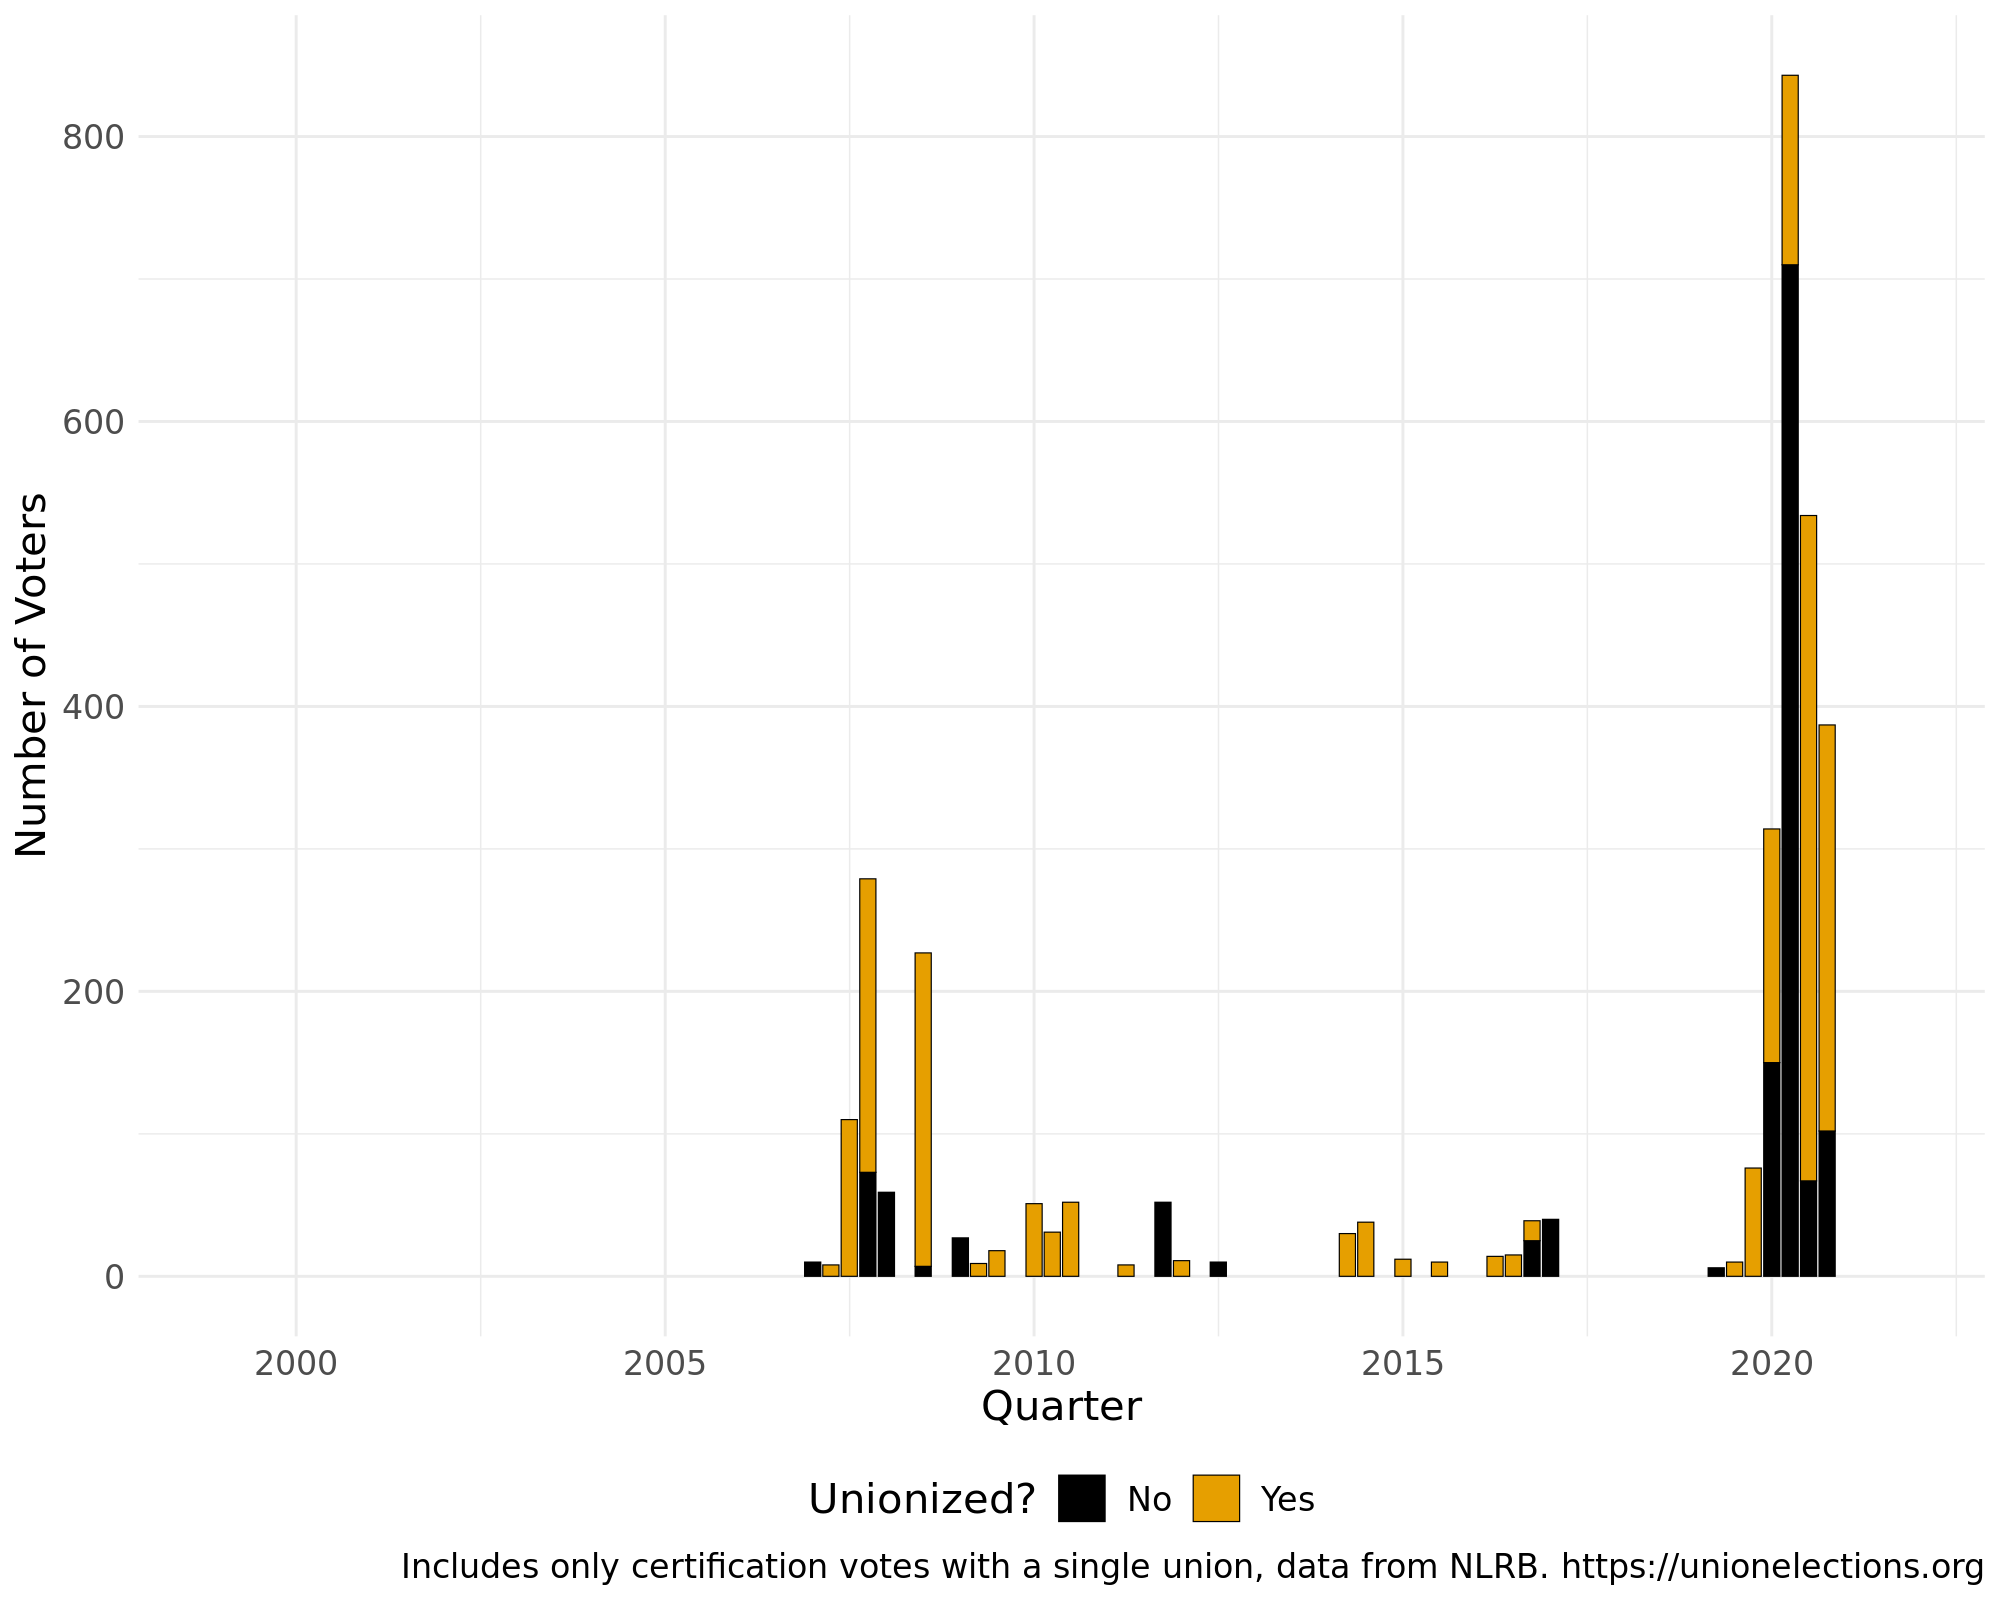 Number of Voters
800
600
400
200
0
2000 2005 2010 2015 2020
Quarter
Unionized? No Yes
Includes only certification votes with a single union, data from NLRB. https://unionelections.org